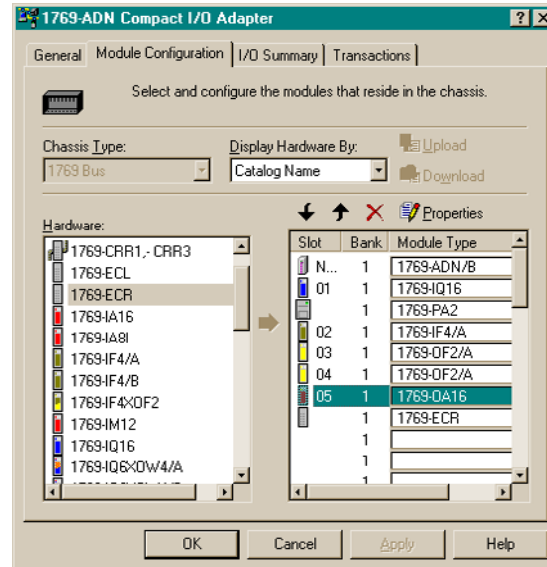 1769-ADN Compact I/O Adapter
General Module Configuration I/O Summary Transactions
Select and configure the modules that reside in the chassis.
Chassis Type: Display Hardware By: Upload
1769 Bus Catalog Name Download
Properties
Hardware:
Slot Bank Module Type
1769-CRR1,- CRR3
1769-ECL
1769-ECR
1769-IA16
1769-IA8I
1769-IF4/A
1769-IF4/B
1769-IF4XOF2
1769-IM12
1769-IQ16
1769-IQ6XOW4/A
N... 1 1769-ADN/B
01 1 1769-IQ16
1 1769-PA2
02 1 1769-IF4/A
03 1 1769-OF2/A
04 1 1769-OF2/A
05 1 1769-OA16
1 1769-ECR
1
1
1
OK Cancel Apply Help